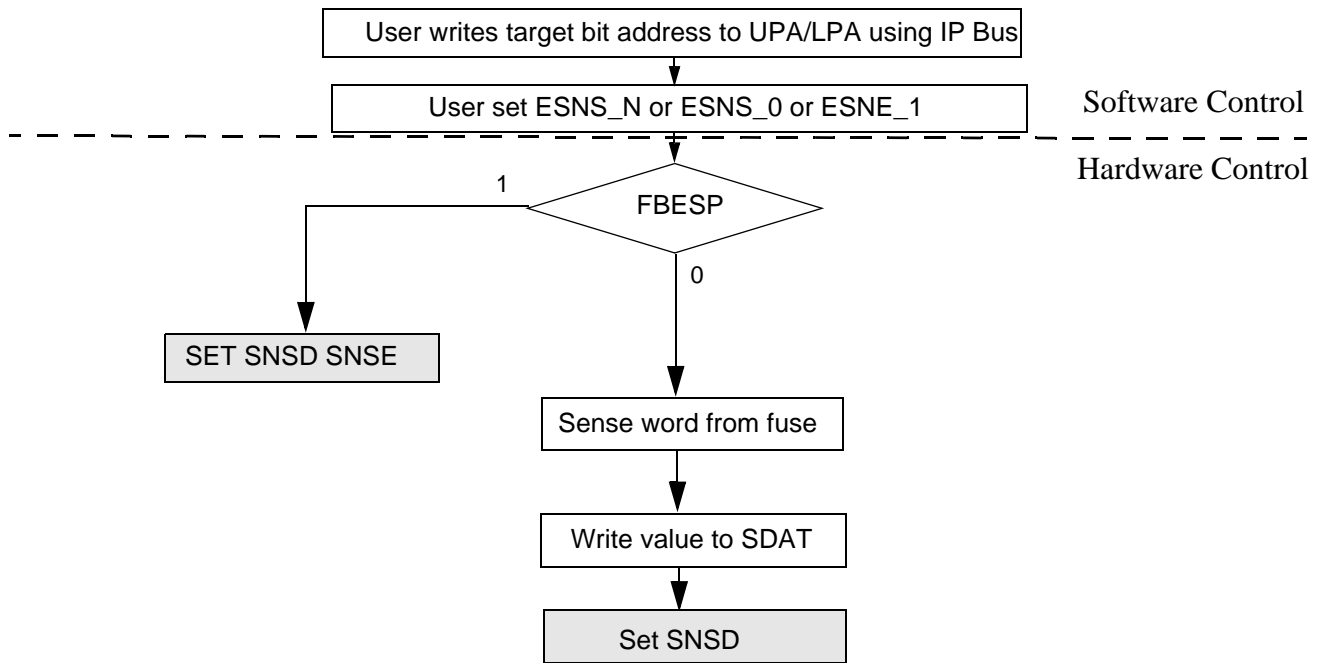 User writes target bit address to UPA/LPA using IP Bus
User set ESNS_N or ESNS_0 or ESNE_1
Software Control
Hardware Control
1
FBESP
0
SET SNSD SNSE
Sense word from fuse
Write value to SDAT
Set SNSD